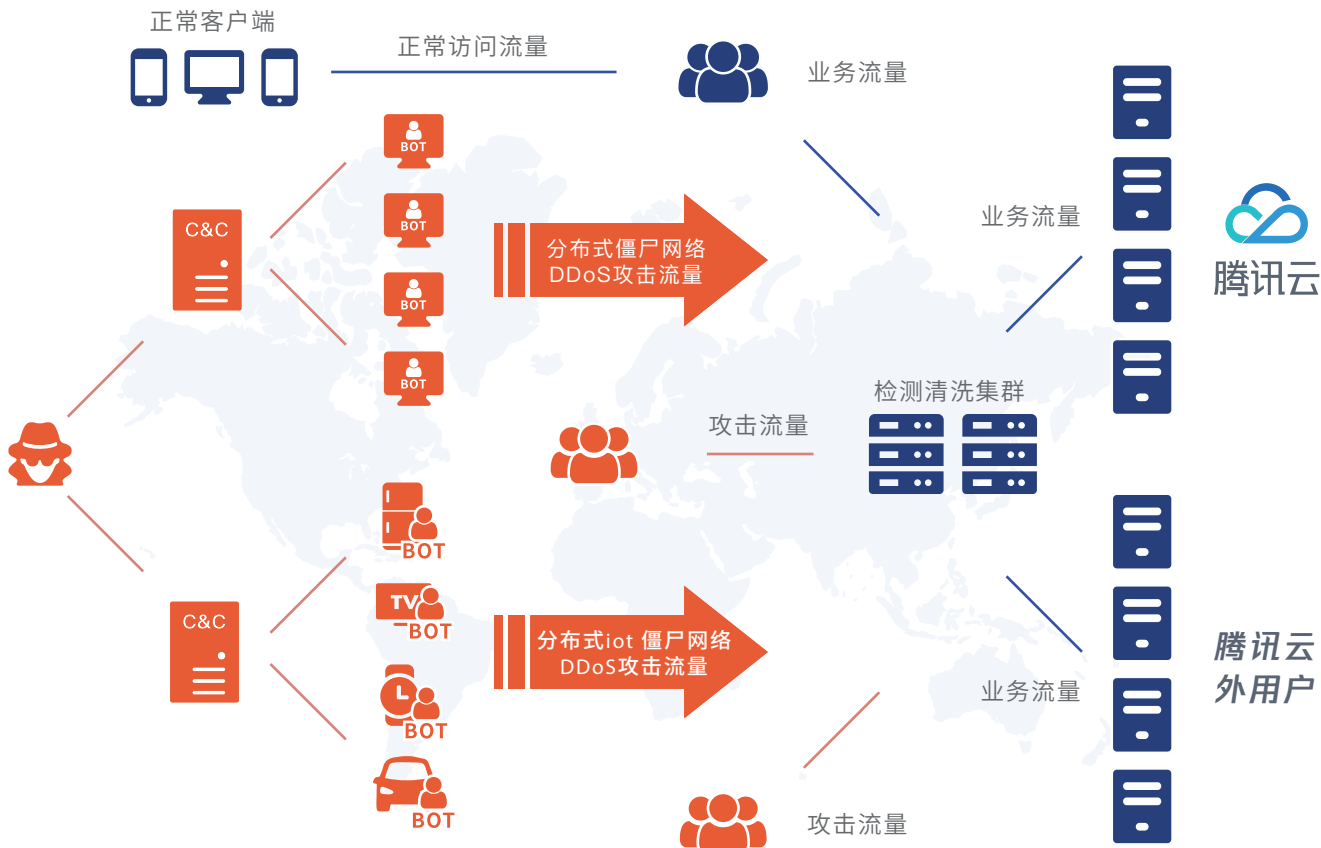 正常客户端
正常访问流量
业务流量
BOT
C&C
BOT
业务流量
分布式僵尸网络
DDoS攻击流量
腾讯云
BOT
BOT
检测清洗集群
攻击流量
BOT
TV
BOT
C&C
分布式iot 僵尸网络
DDoS攻击流量
腾讯云
外用户
业务流量
BOT
BOT
攻击流量